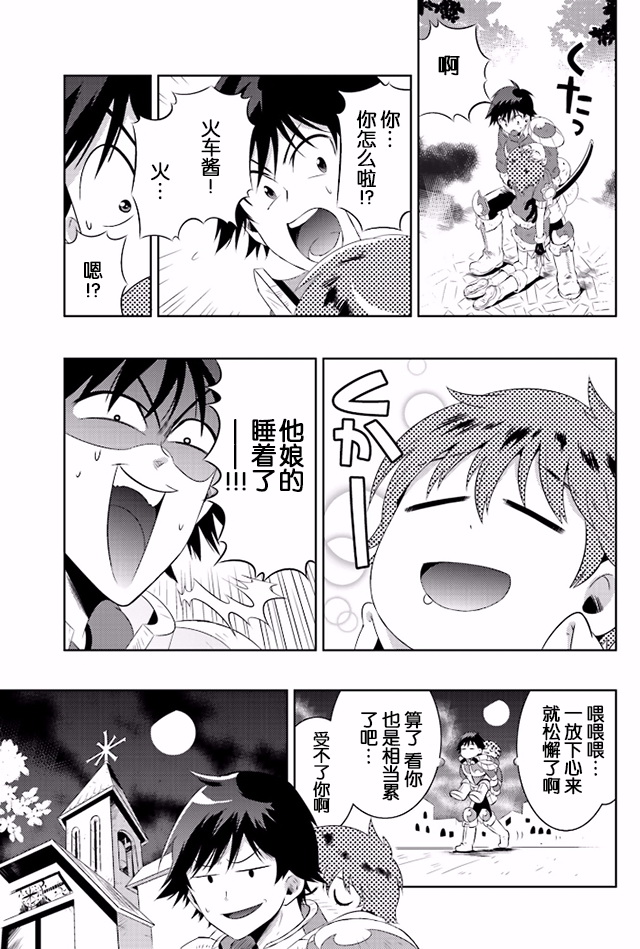 啊
くたっ
你…
你怎么啦!?
火车酱！
火…
嗯
!?
くかー
他娘的
睡着了
——!!!
喂喂喂
一放下心来…
就松懈了啊
算了 看你
也是相当累
了吧…
受不了你啊